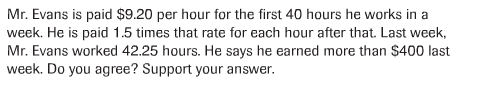 Mr. Evans is paid $9.20 per hour for the first 40 hours he works in a
week. He is paid 1.5 times that rate for each hour after that. Last week,
Mr. Evans worked 42.25 hours. He says he earned more than $400 last
week. Do you agree? Support your answer.